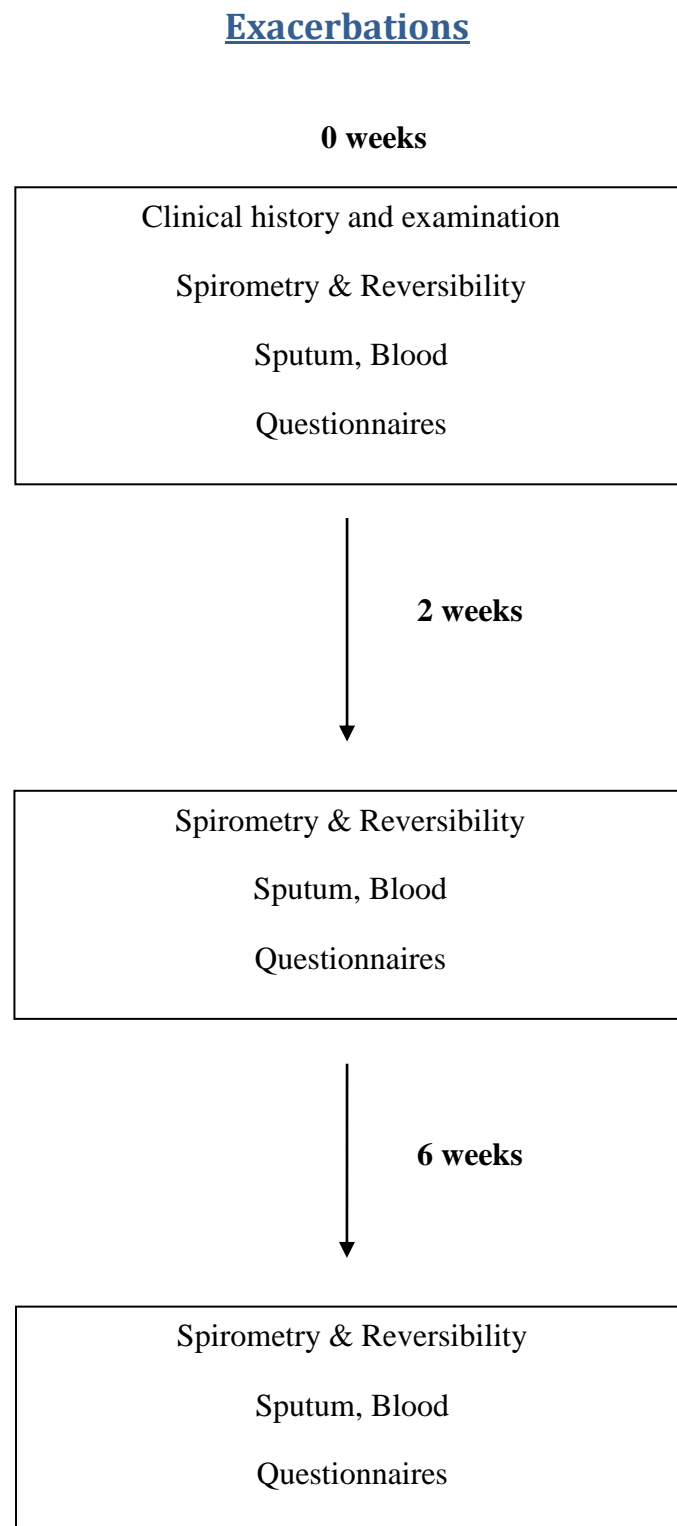 Exacerbations
0 weeks
Clinical history and examination
Spirometry & Reversibility
Sputum, Blood
Questionnaires
2 weeks
Spirometry & Reversibility
Sputum, Blood
Questionnaires
6 weeks
Spirometry & Reversibility
Sputum, Blood
Questionnaires